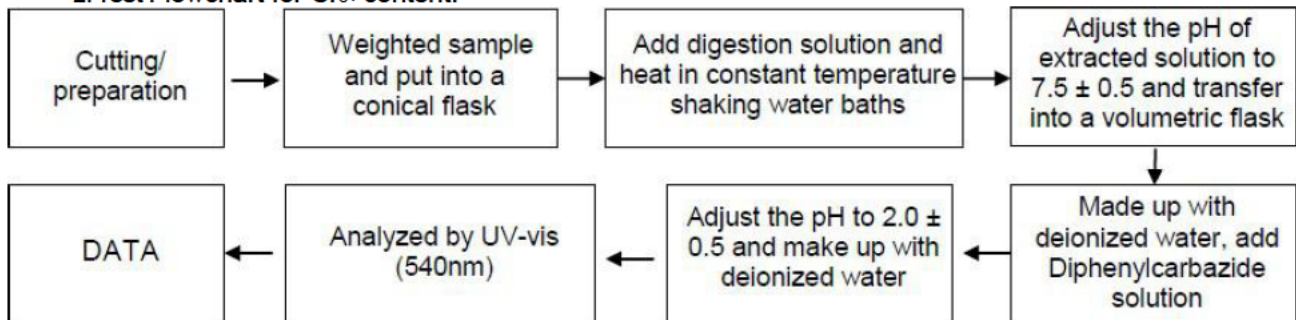 Cutting/
preparation
Weighted sample
and put into a
conical flask
Add digestion solution and
heat in constant temperature
shaking water baths
Adjust the pH of
extracted solution to
7.5 ± 0.5 and transfer
into a volumetric flask
Made up with
deionized water, add
Diphenylcarbazide
solution
Adjust the pH to 2.0 ±
0.5 and make up with
deionized water
Analyzed by UV-vis
(540nm)
DATA